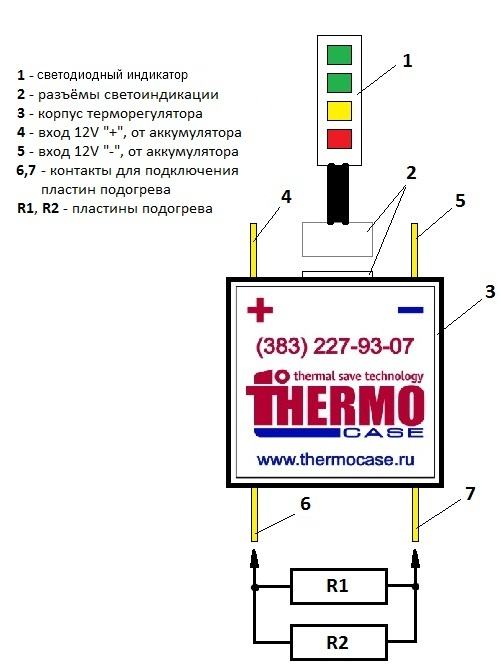 1 - светодиодный индикатор
2 - разъёмы светоиндикации
3 - корпус терморегулятора
4 - вход 12V "+", от аккумулятора
5 - вход 12V "-", от аккумулятора
6,7 - контакты для подключения
пластин подогрева
R1, R2 - пластины подогрева
1
2
4
5
3
+ –
(383) 227-93-07
thermal save technology
THERMO
CASE
www.thermocase.ru
6
7
R1
R2